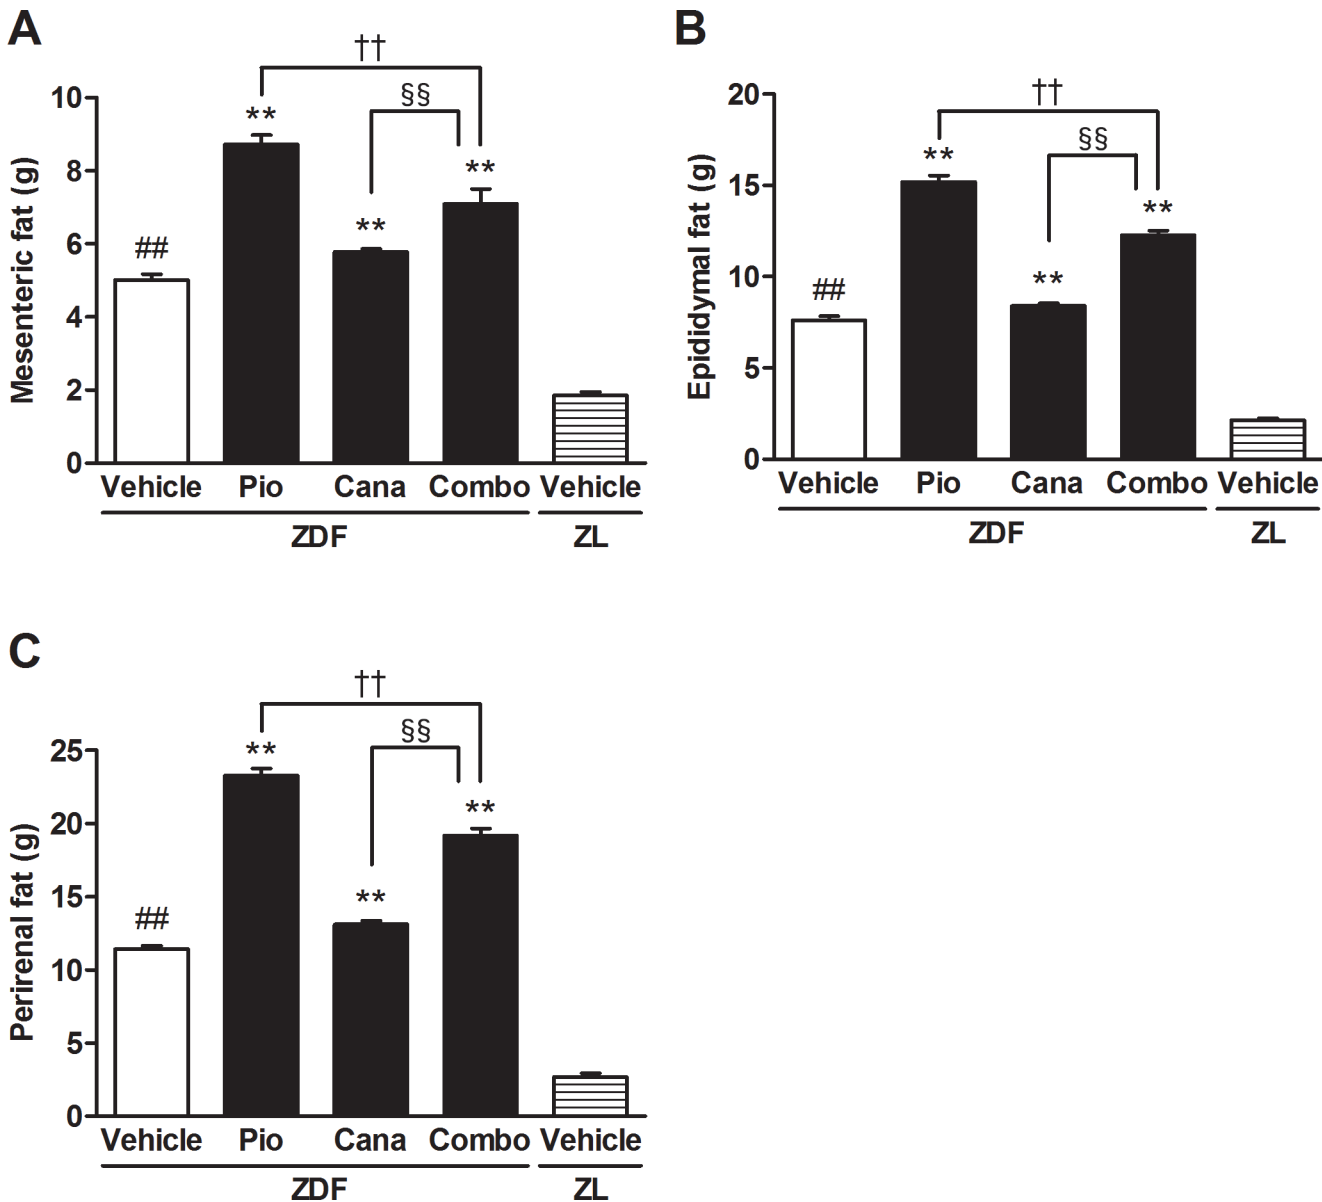 A
††
§§
**
**
**
##
10
8
6
4
2
0
Mesenteric fat (g)
Vehicle Pio Cana Combo Vehicle
ZDF ZL
B
††
§§
**
**
**
##
20
15
10
5
0
Epididymal fat (g)
Vehicle Pio Cana Combo Vehicle
ZDF ZL
C
††
§§
**
**
**
##
25
20
15
10
5
0
Perirenal fat (g)
Vehicle Pio Cana Combo Vehicle
ZDF ZL